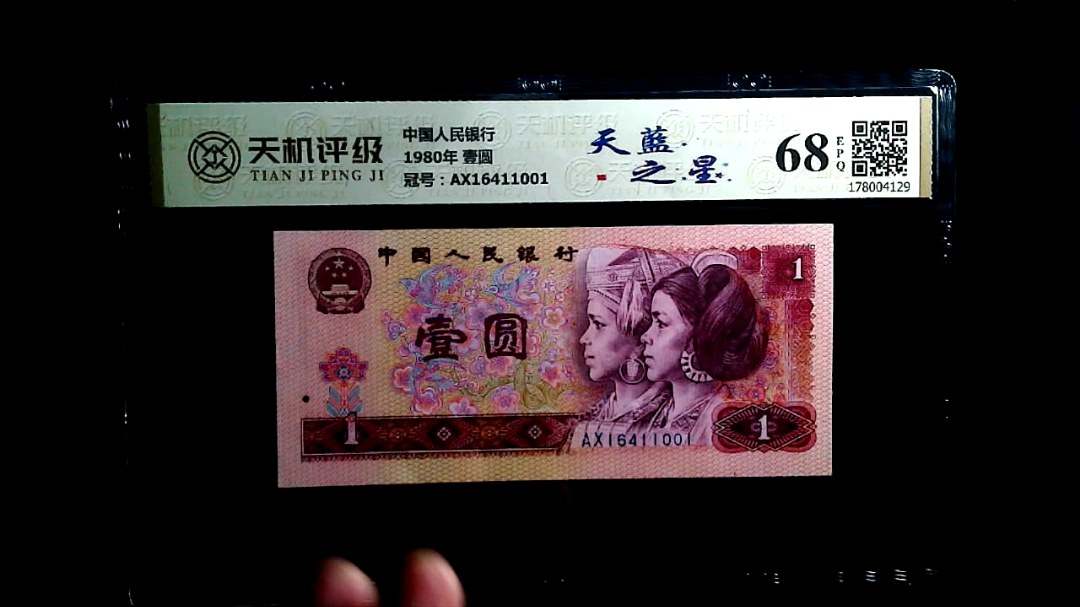 天机评级
TIAN JI PING JI
中国人民银行
1980年 壹圆
冠号：AX16411001
天藍
之星
68
EPQ
178004129
中国人民银行
1
壹圆
1
AX16411001
1